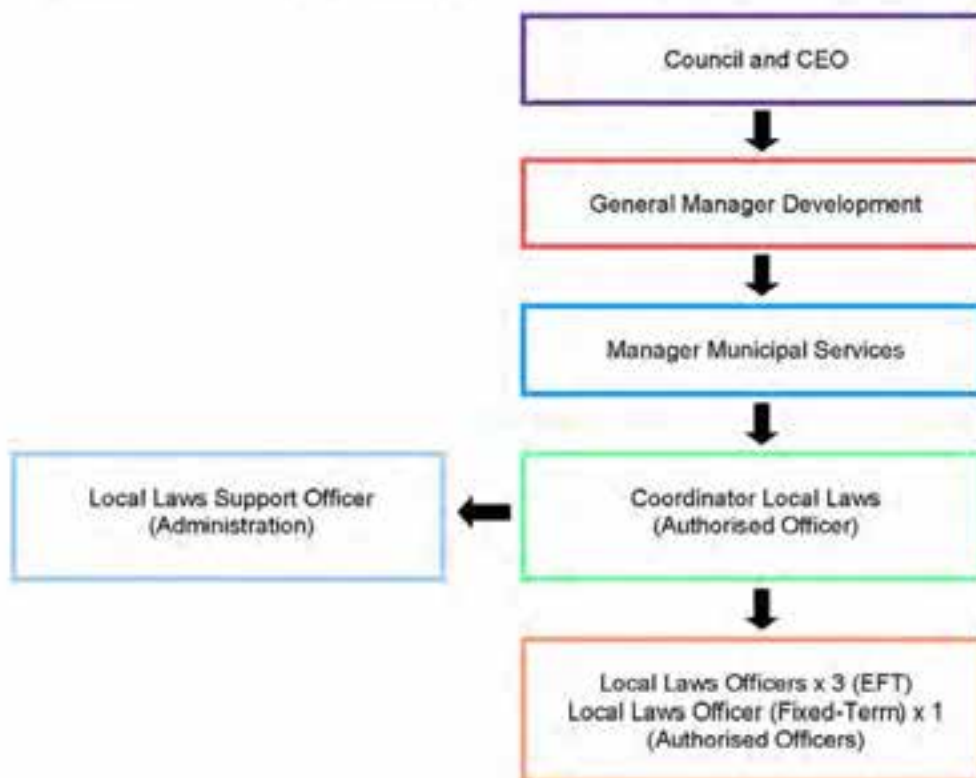 Council and CEO
General Manager Development
Manager Municipal Services
Local Laws Support Officer
(Administration)
Coordinator Local Laws
(Authorised Officer)
Local Laws Officers x 3 (EFT)
Local Laws Officer (Fixed-Term) x 1
(Authorised Officers)